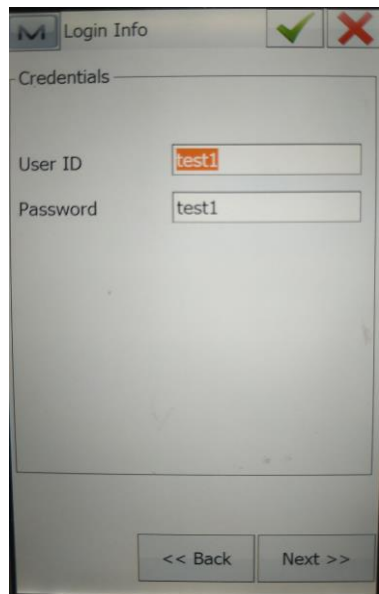 Login Info
Credentials
User ID test1
Password test1
<< Back Next >>